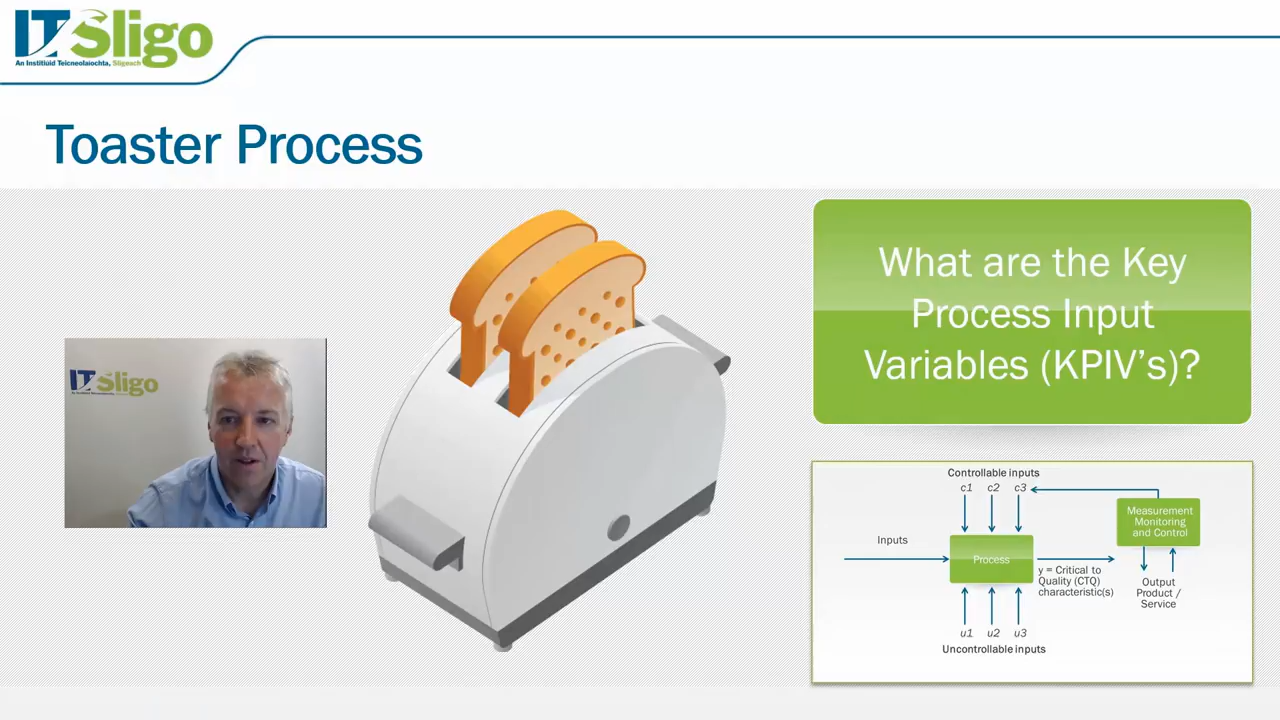 IT Sligo
An Institiúid Teicneolaíochta, Sligeach
Toaster Process
What are the Key
Process Input
Variables (KPIV's)?
IT Sligo
Controllable inputs
c1 c2 c3
Measurement
Monitoring
and Control
Inputs
Process
y = Critical to
Quality (CTQ)
characteristic(s)
Output
Product /
Service
u1 u2 u3
Uncontrollable inputs